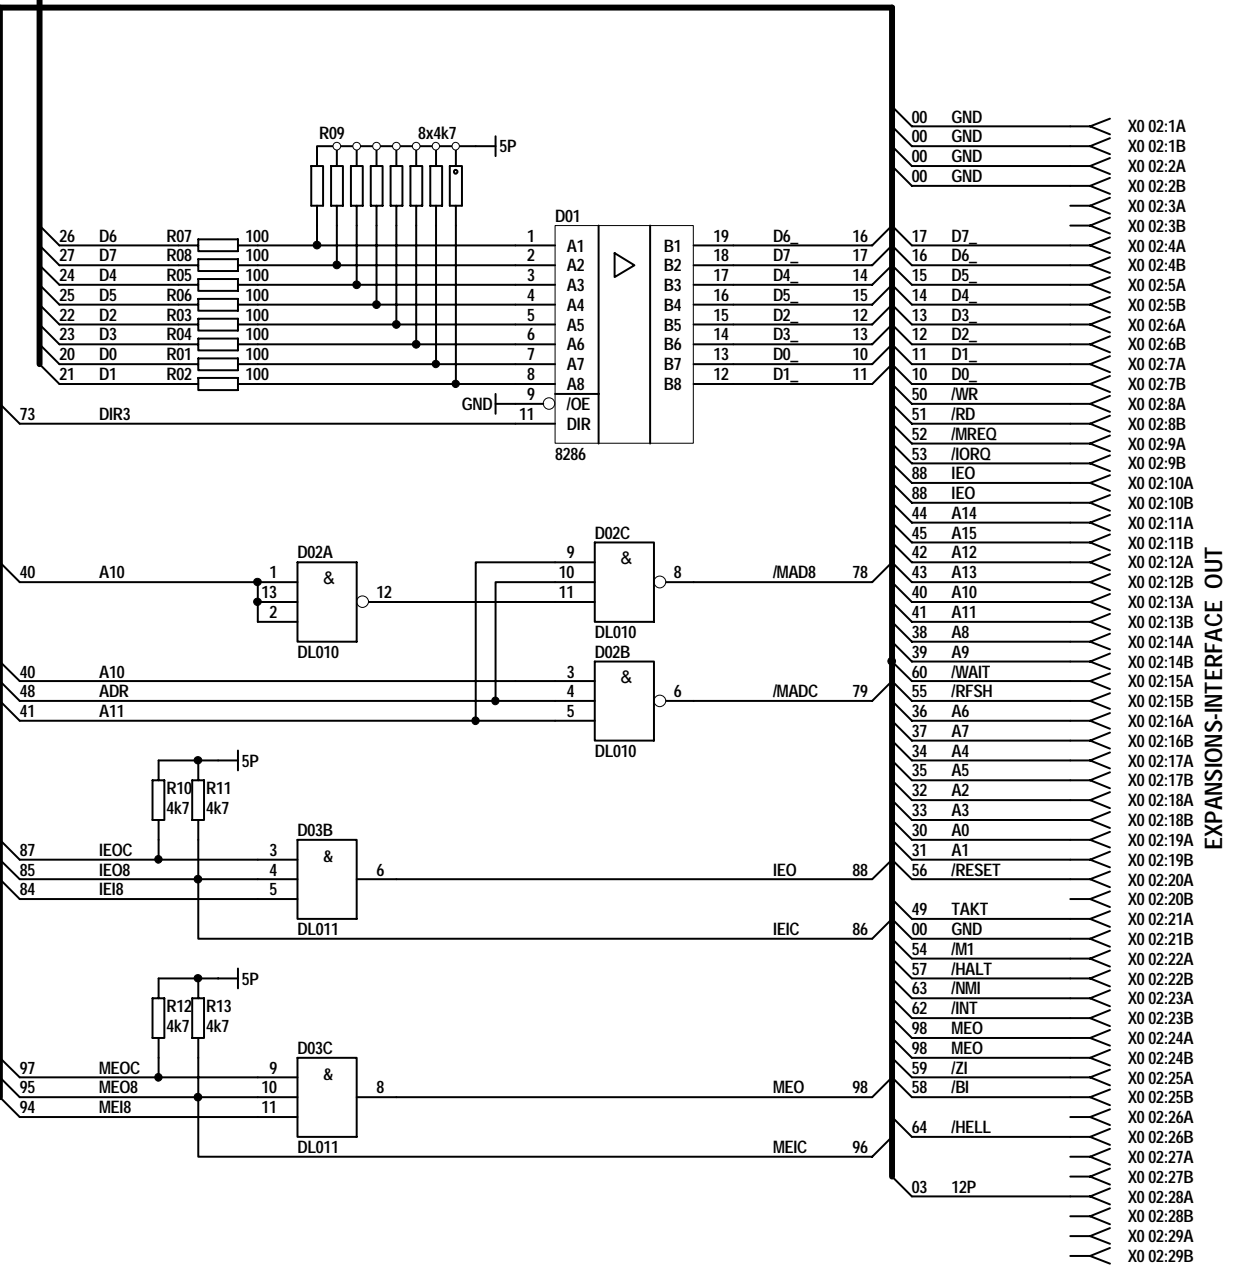 R09 8x4k7
5P
D01
26 D6 R07 100 1 A1 B1 19 D6_ 16
27 D7 R08 100 2 A2 B2 18 D7_ 17
24 D4 R05 100 3 A3 B3 17 D4_ 14
25 D5 R06 100 4 A4 B4 16 D5_ 15
22 D2 R03 100 5 A5 B5 15 D2_ 12
23 D3 R04 100 6 A6 B6 14 D3_ 13
20 D0 R01 100 7 A7 B7 13 D0_ 10
21 D1 R02 100 8 A8 B8 12 D1_ 11
GND 9 /OE
73 DIR3 11 DIR
8286
D02A
40 A10 1 & 12
13
2
DL010
D02C
9 &
10 8 /MAD8 78
11
DL010
D02B
40 A10 3 &
48 ADR 4 6 /MADC 79
41 A11 5
DL010
5P
R10 R11
4k7 4k7
D03B
87 IEOC 3 &
85 IEO8 4 6 IEO 88
84 IEI8 5
DL011
IEIC 86
5P
R12 R13
4k7 4k7
D03C
97 MEOC 9 &
95 MEO8 10 8 MEO 98
94 MEI8 11
DL011
MEIC 96
00 GND X0 02:1A
00 GND X0 02:1B
00 GND X0 02:2A
00 GND X0 02:2B
X0 02:3A
X0 02:3B
17 D7_ X0 02:4A
16 D6_ X0 02:4B
15 D5_ X0 02:5A
14 D4_ X0 02:5B
13 D3_ X0 02:6A
12 D2_ X0 02:6B
11 D1_ X0 02:7A
10 D0_ X0 02:7B
50 /WR X0 02:8A
51 /RD X0 02:8B
52 /MREQ X0 02:9A
53 /IORQ X0 02:9B
88 IEO X0 02:10A
88 IEO X0 02:10B
44 A14 X0 02:11A
45 A15 X0 02:11B
42 A12 X0 02:12A
43 A13 X0 02:12B
40 A10 X0 02:13A
41 A11 X0 02:13B
38 A8 X0 02:14A
39 A9 X0 02:14B
60 /WAIT X0 02:15A
55 /RFSH X0 02:15B
36 A6 X0 02:16A
37 A7 X0 02:16B
34 A4 X0 02:17A
35 A5 X0 02:17B
32 A2 X0 02:18A
33 A3 X0 02:18B
30 A0 X0 02:19A
31 A1 X0 02:19B
56 /RESET X0 02:20A
X0 02:20B
49 TAKT X0 02:21A
00 GND X0 02:21B
54 /M1 X0 02:22A
57 /HALT X0 02:22B
63 /NMI X0 02:23A
62 /INT X0 02:23B
98 MEO X0 02:24A
98 MEO X0 02:24B
59 /ZI X0 02:25A
58 /BI X0 02:25B
X0 02:26A
64 /HELL X0 02:26B
X0 02:27A
X0 02:27B
03 12P X0 02:28A
X0 02:28B
X0 02:29A
X0 02:29B
EXPANSIONS-INTERFACE OUT